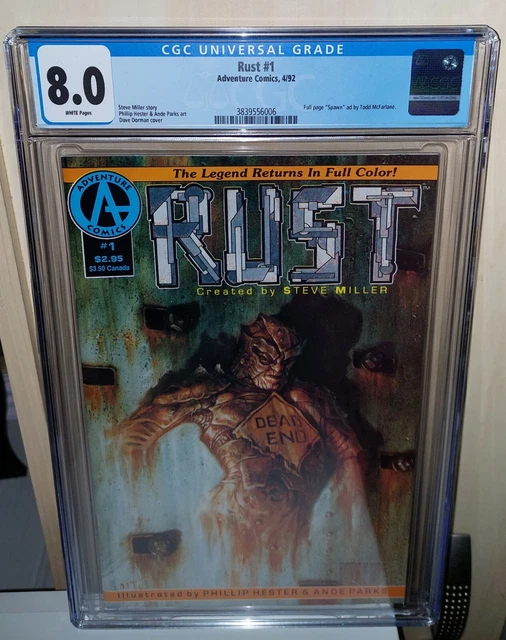 CGC UNIVERSAL GRADE
8.0
WHITE Pages
Rust #1
Adventure Comics, 4/92
Steve Miller story
Phillip Hester & Ande Parks art
Dave Dorman cover
3839556006
Full page "Spawn" ad by Todd McFarlane.
The Legend Returns In Full Color!
ADVENTURE
A
COMICS
#1
$2.95
$3.50 Canada
RUST
TM
Created by STEVE MILLER
DEAD
END
Illustrated by PHILLIP HESTER & ANDE PARKS